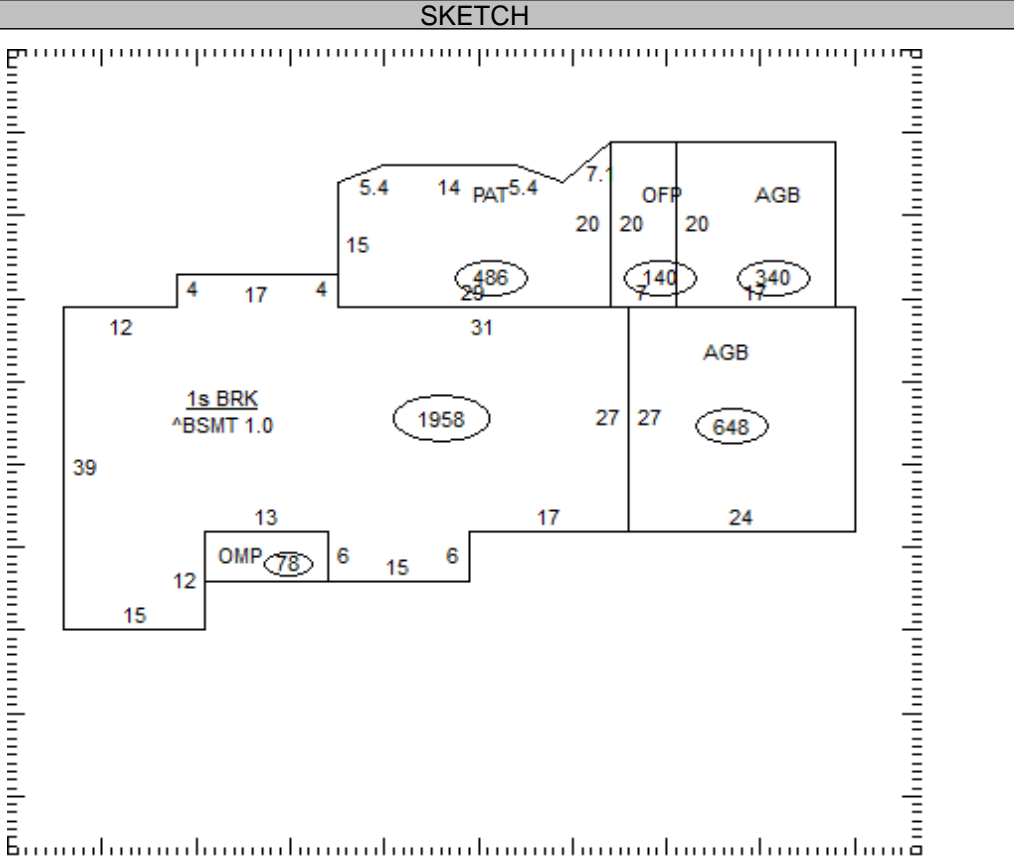 SKETCH
7.1
5.4 14 PAT 5.4 OFP AGB
20 20 20
15
486 140 340
4 17 4 29 7 17
12 31
AGB
1s BRK
^BSMT 1.0
1958 27 27 648
39
13 17 24
OMP 78 6 15 6
12
15